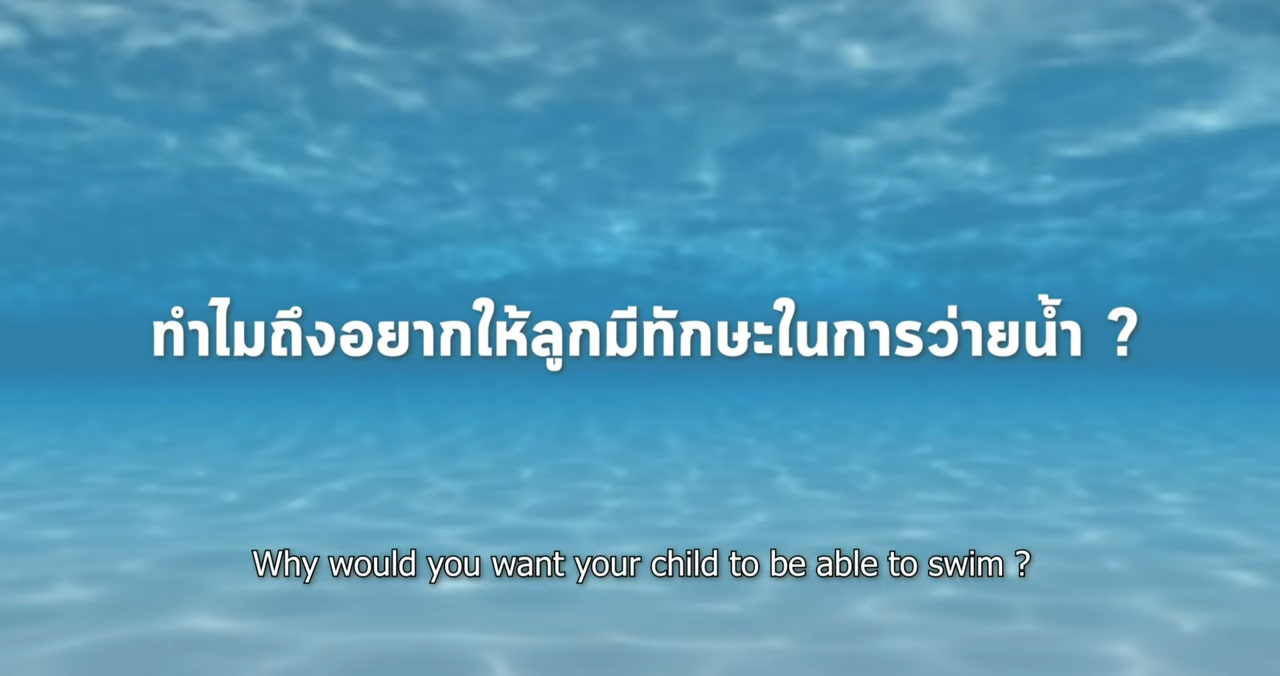 ทำไมถึงอยากให้ลูกมีทักษะในการว่ายน้ำ ?
Why would you want your child to be able to swim ?